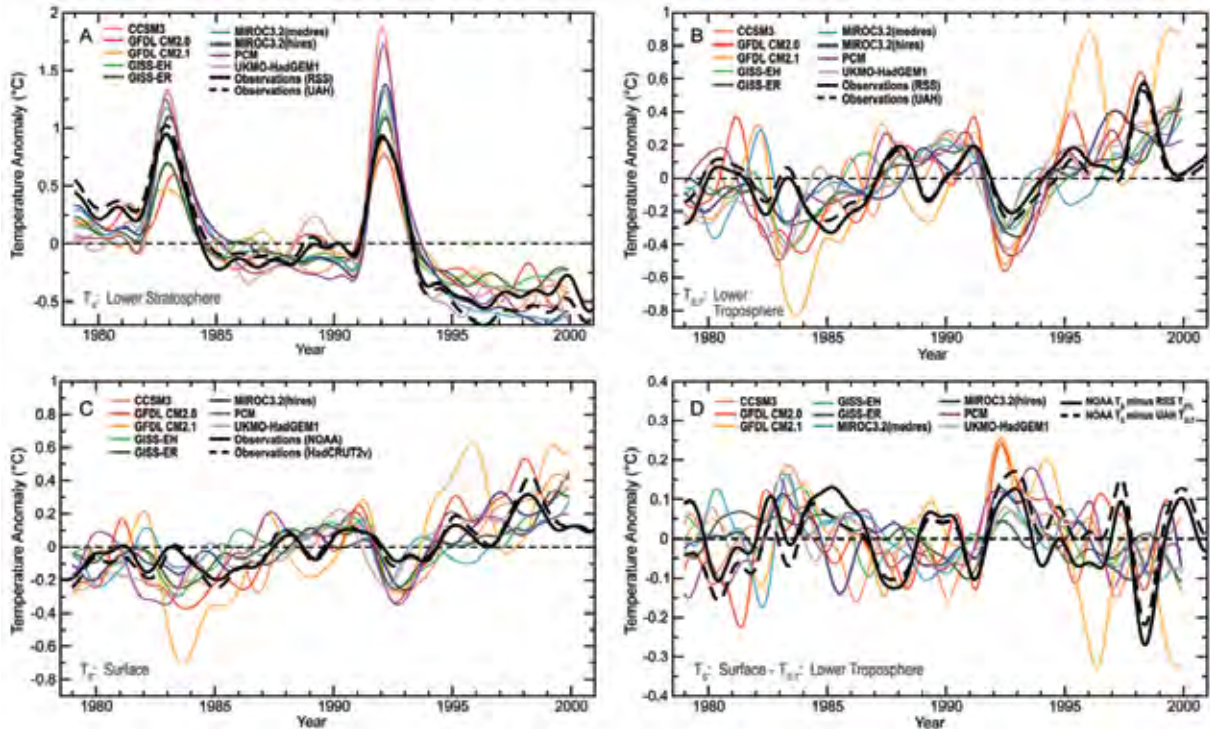 A
CCSM3
GFDL CM2.0
GFDL CM2.1
GISS-EH
GISS-ER
MIROC3.2(medres)
MIROC3.2(hires)
PCM
UKMO-HadGEM1
Observations (RSS)
Observations (UAH)
Temperature Anomaly (°C)
2
1.5
1
0.5
0
-0.5
T4: Lower Stratosphere
1980
1985
1990
1995
2000
Year
B
CCSM3
GFDL CM2.0
GFDL CM2.1
GISS-EH
GISS-ER
MIROC3.2(medres)
MIROC3.2(hires)
PCM
UKMO-HadGEM1
Observations (RSS)
Observations (UAH)
Temperature Anomaly (°C)
1
0.8
0.6
0.4
0.2
0
-0.2
-0.4
-0.6
-0.8
Lower
Troposphere
1980
1985
1990
1995
2000
Year
C
CCSM3
GFDL CM2.0
GFDL CM2.1
GISS-EH
GISS-ER
MIROC3.2(hires)
PCM
UKMO-HadGEM1
Observations (NOAA)
Observations (HadCRUT2v)
Temperature Anomaly (°C)
1
0.8
0.6
0.4
0.2
0
-0.2
-0.4
-0.6
-0.8
Surface
1980
1985
1990
1995
2000
Year
D
CCSM3
GFDL CM2.0
GFDL CM2.1
GISS-EH
GISS-ER
MIROC3.2(medres)
MIROC3.2(hires)
PCM
UKMO-HadGEM1
NOAA minus RSS
NOAA minus UAH
Temperature Anomaly (°C)
0.4
0.3
0.2
0.1
0
-0.1
-0.2
-0.3
-0.4
Surface - Lower Troposphere
1980
1985
1990
1995
2000
Year